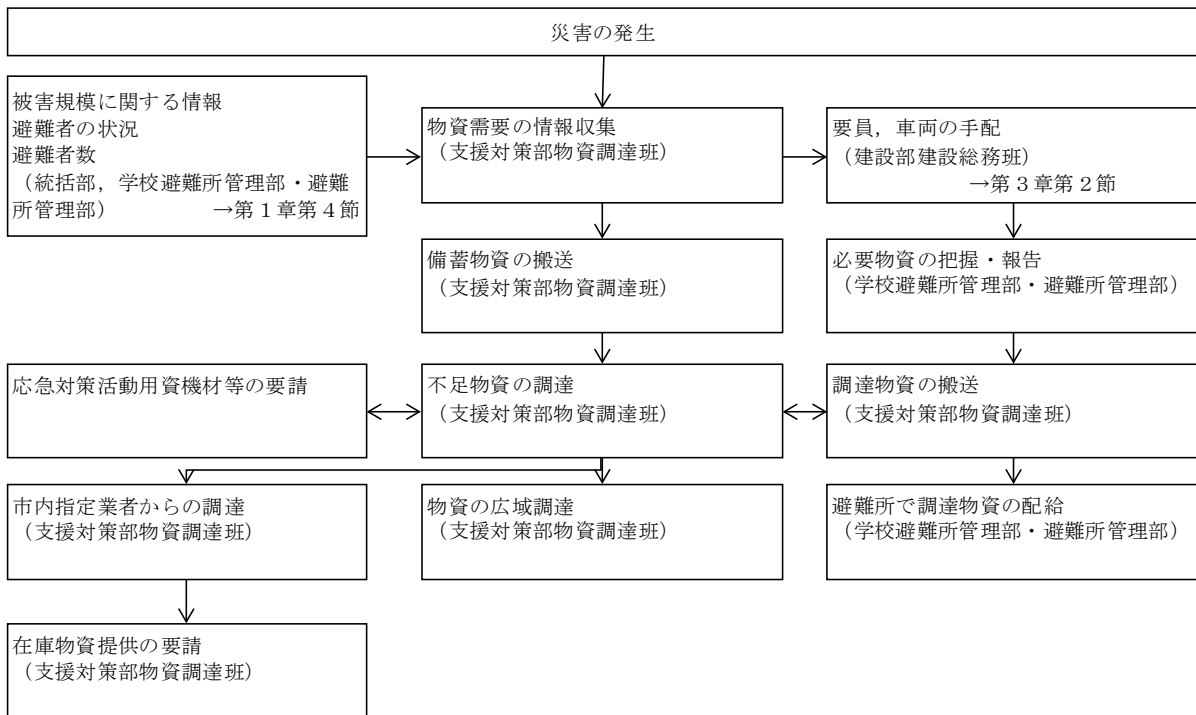 災害の発生
被害規模に関する情報
避難者の状況
避難者数
（統括部，学校避難所管理部・避難
所管理部）　　　　　→第１章第４節
物資需要の情報収集
（支援対策部物資調達班）
要員，車両の手配
（建設部建設総務班）
→第３章第２節
備蓄物資の搬送
（支援対策部物資調達班）
必要物資の把握・報告
（学校避難所管理部・避難所管理部）
応急対策活動用資機材等の要請
不足物資の調達
（支援対策部物資調達班）
調達物資の搬送
（支援対策部物資調達班）
市内指定業者からの調達
（支援対策部物資調達班）
物資の広域調達
（支援対策部物資調達班）
避難所で調達物資の配給
（学校避難所管理部・避難所管理部）
在庫物資提供の要請
（支援対策部物資調達班）